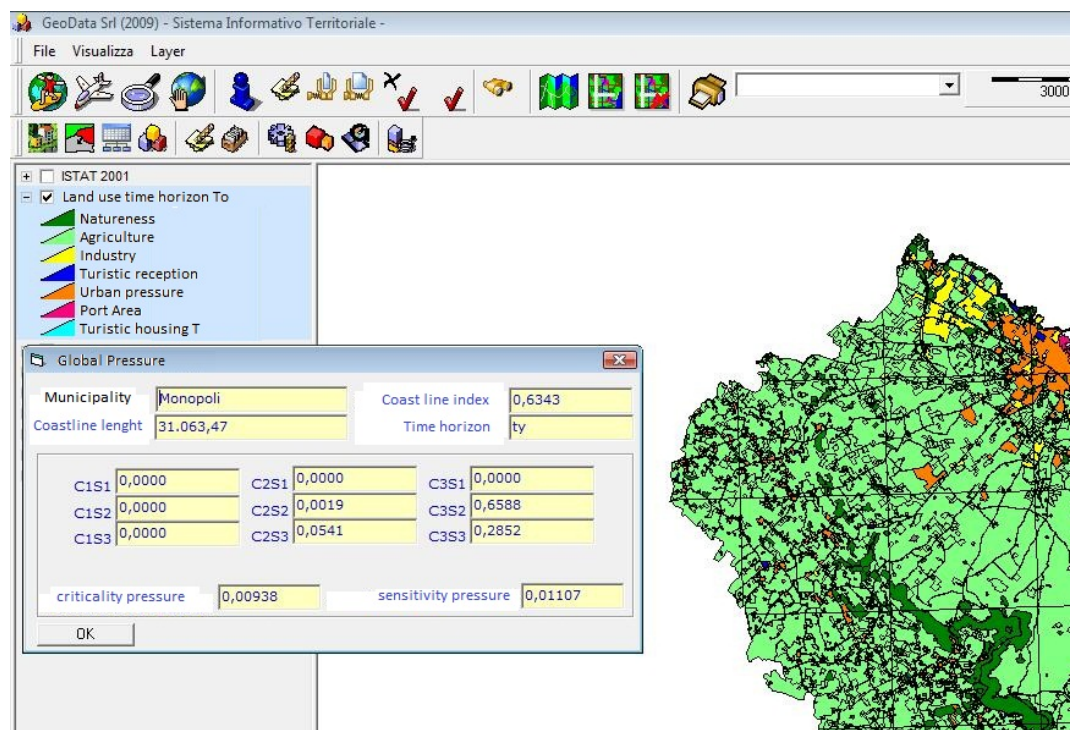 GeoData Srl (2009) - Sistema Informativo Territoriale -
File Visualizza Layer
3000
ISTAT 2001
Land use time horizon To
Natureness
Agriculture
Industry
Turistic reception
Urban pressure
Port Area
Turistic housing T
Global Pressure
Municipality Monopoli Coast line index 0,6343
Coastline lenght 31.063,47 Time horizon ty
C1S1 0,0000 C2S1 0,0000 C3S1 0,0000
C1S2 0,0000 C2S2 0,0019 C3S2 0,6588
C1S3 0,0000 C2S3 0,0541 C3S3 0,2852
criticality pressure 0,00938 sensitivity pressure 0,01107
OK